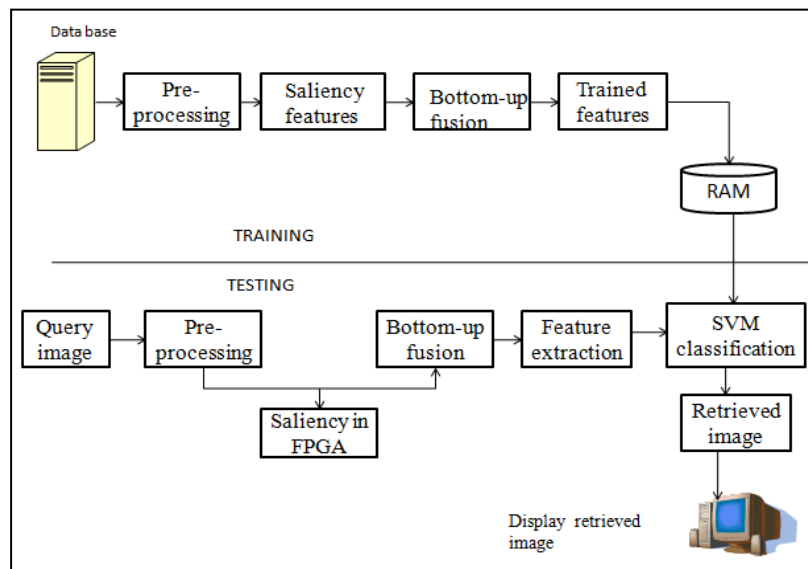 Data base
Pre-
processing
Saliency
features
Bottom-up
fusion
Trained
features
RAM
TRAINING
TESTING
Query
image
Pre-
processing
Saliency in
FPGA
Bottom-up
fusion
Feature
extraction
SVM
classification
Retrieved
image
Display retrieved
image